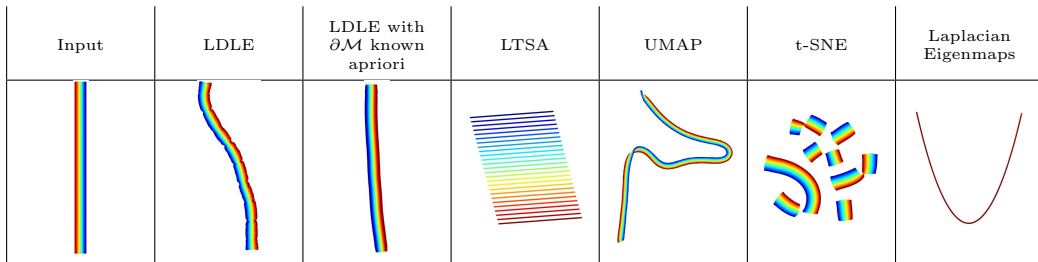 Input
LDLE
LDLE with
∂M known
apriori
LTSA
UMAP
t-SNE
Laplacian
Eigenmaps